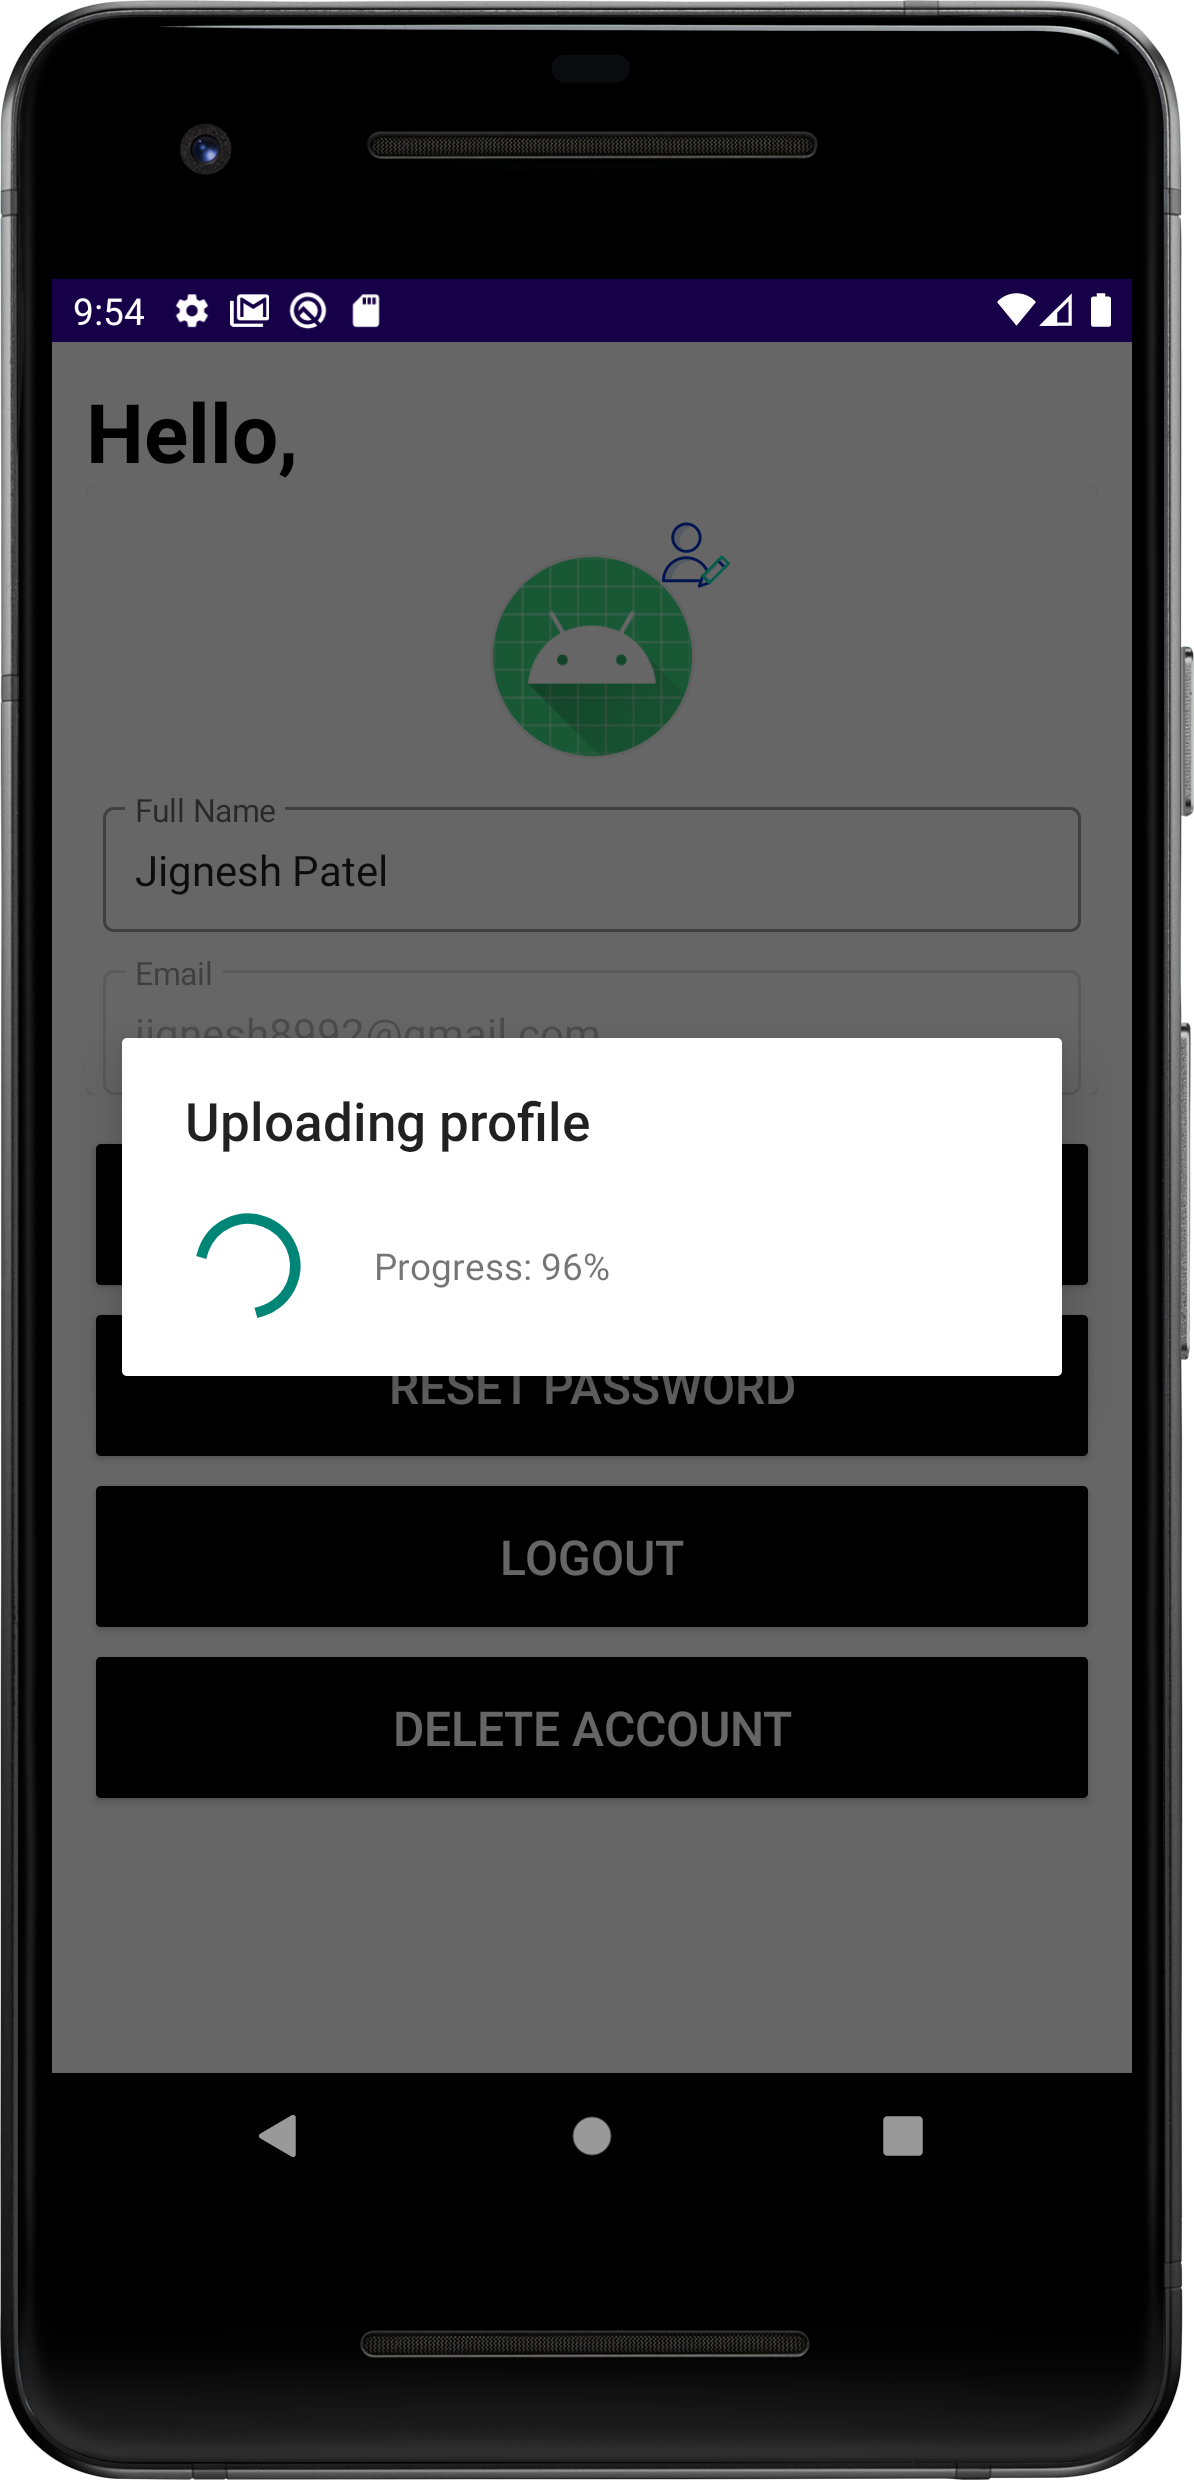 9:54
Hello,
Full Name
Jignesh Patel
Email
jignesh8992@gmail.com
Uploading profile
Progress: 96%
RESET PASSWORD
LOGOUT
DELETE ACCOUNT